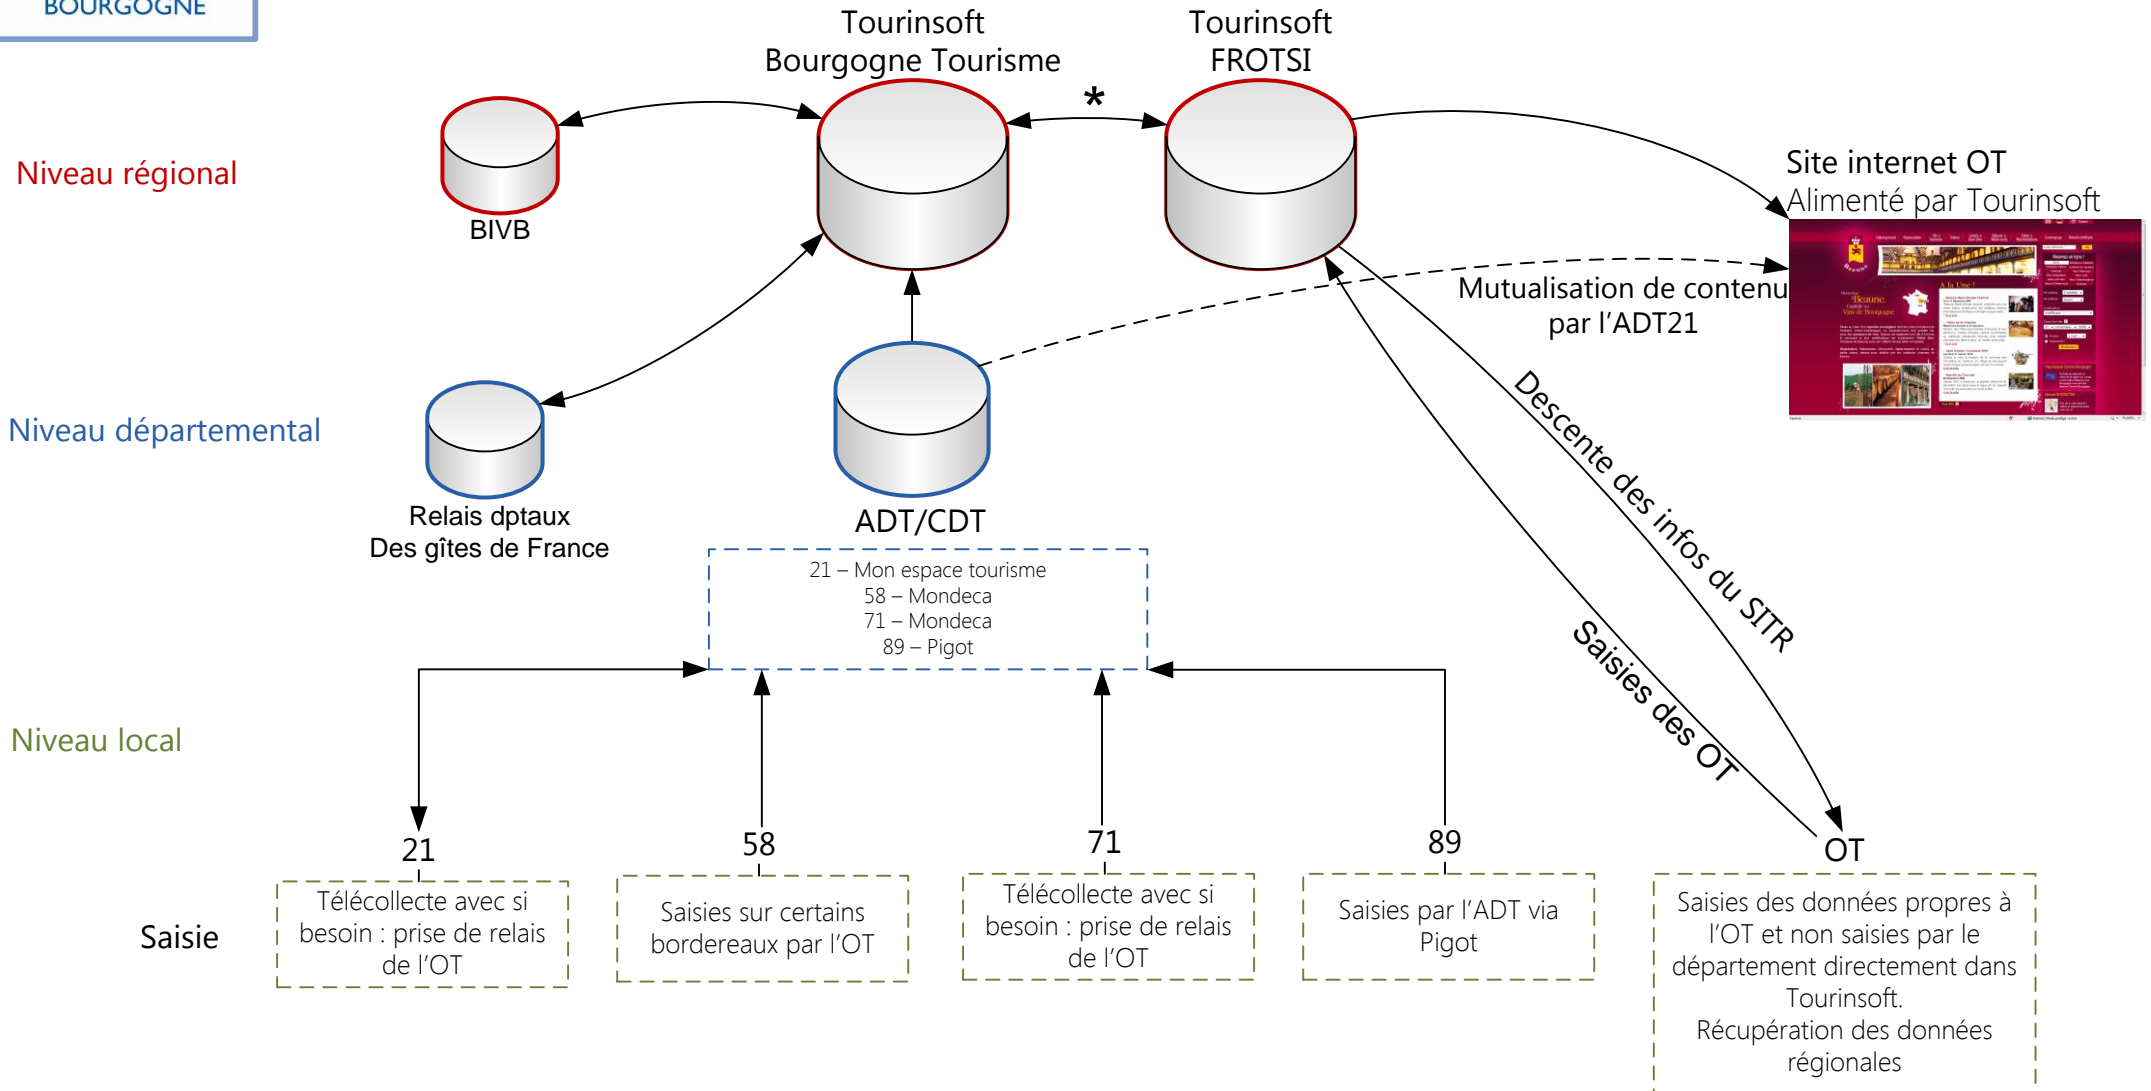 BOURGOGNE
Tourinsoft
Bourgogne Tourisme
Tourinsoft
FROTSI
*
Niveau régional
BIVB
Site internet OT
Alimenté par Tourinsoft
Beaune
A la Une !
Mutualisation de contenu
par l'ADT21
Niveau départemental
Relais dptaux
Des gîtes de France
ADT/CDT
21 – Mon espace tourisme
58 – Mondeca
71 – Mondeca
89 – Pigot
Descente des infos du SITR
Saisies des OT
Niveau local
21
58
71
89
OT
Saisie
Télécollecte avec si
besoin : prise de relais
de l'OT
Saisies sur certains
bordereaux par l'OT
Télécollecte avec si
besoin : prise de relais
de l'OT
Saisies par l'ADT via
Pigot
Saisies des données propres à
l'OT et non saisies par le
département directement dans
Tourinsoft.
Récupération des données
régionales